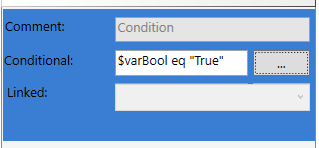 Comment: Condition
Conditional: $varBool eq "True" ...
Linked: